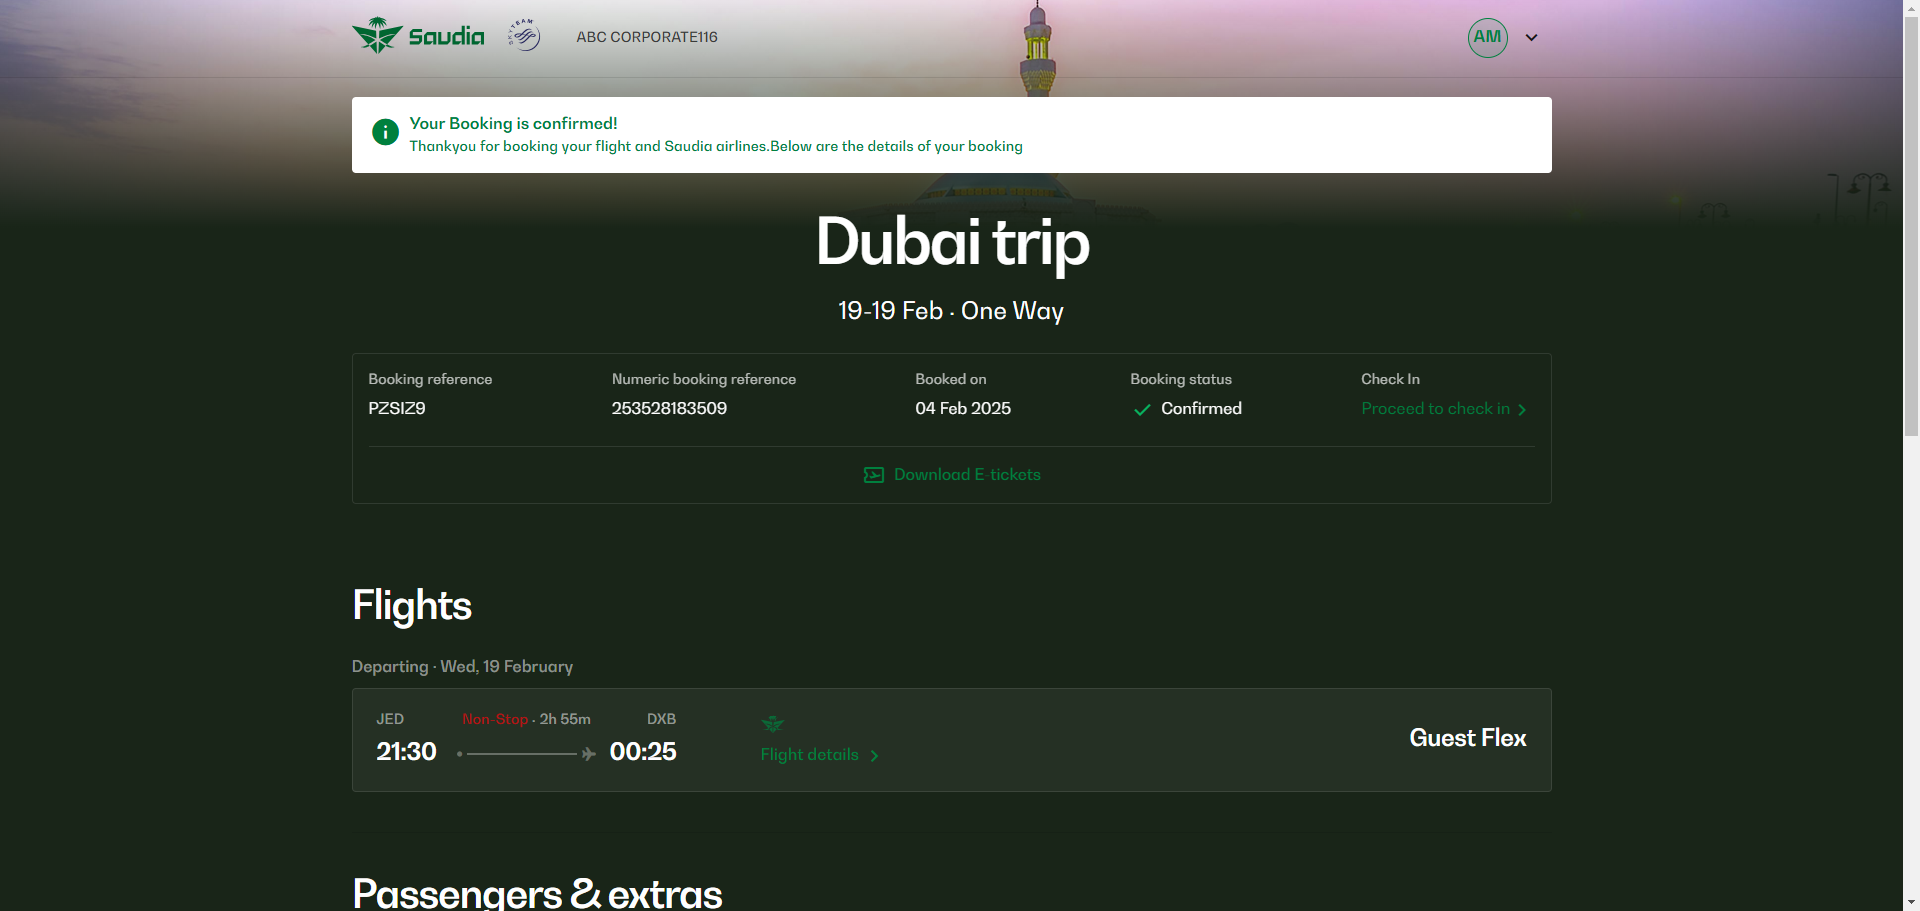 Saudia
SKYTEAM
ABC CORPORATE116
AM
Your Booking is confirmed!
Thankyou for booking your flight and Saudia airlines.Below are the details of your booking
Dubai trip
19-19 Feb · One Way
Booking reference
PZSIZ9
Numeric booking reference
253528183509
Booked on
04 Feb 2025
Booking status
Confirmed
Check In
Proceed to check in
Download E-tickets
Flights
Departing · Wed, 19 February
JED
Non-Stop · 2h 55m
DXB
21:30
00:25
Flight details
Guest Flex
Passengers & extras